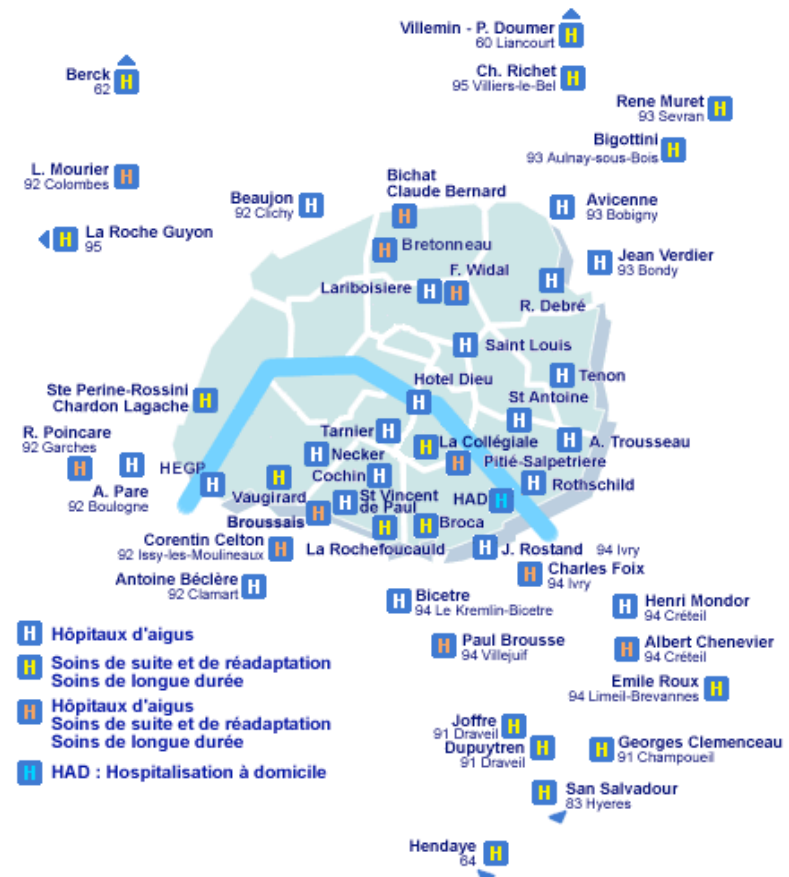 Villemin - P. Doumer
60 Liancourt
Berck
62
Ch. Richet
95 Villiers-le-Bel
Rene Muret
93 Sevran
Bigottini
93 Aulnay-sous-Bois
L. Mourier
92 Colombes
Bichat
Claude Bernard
Beaujon
92 Clichy
Avicenne
93 Bobigny
La Roche Guyon
95
Bretonneau
Jean Verdier
93 Bondy
F. Widal
Lariboisiere
R. Debré
Saint Louis
Hotel Dieu
Tenon
Ste Perine-Rossini
Chardon Lagache
St Antoine
R. Poincare
92 Garches
Tarnier
La Collégiale
A. Trousseau
Necker
Pitié-Salpetriere
HEGP
Cochin
Rothschild
A. Pare
92 Boulogne
Vaugirard
St Vincent
de Paul
HAD
Broussais
Broca
Corentin Celton
92 Issy-les-Moulineaux
La Rochefoucauld
J. Rostand 94 Ivry
Charles Foix
94 Ivry
Antoine Béclère
92 Clamart
Bicetre
94 Le Kremlin-Bicetre
Henri Mondor
94 Créteil
H Hôpitaux d'aigus
Paul Brousse
94 Villejuif
Albert Chenevier
94 Créteil
H Soins de suite et de réadaptation
Soins de longue durée
Emile Roux
94 Limeil-Brevannes
H Hôpitaux d'aigus
Soins de suite et de réadaptation
Soins de longue durée
Joffre
91 Draveil
Dupuytren
91 Draveil
Georges Clemenceau
91 Champoueil
H HAD : Hospitalisation à domicile
San Salvadour
83 Hyeres
Hendaye
64